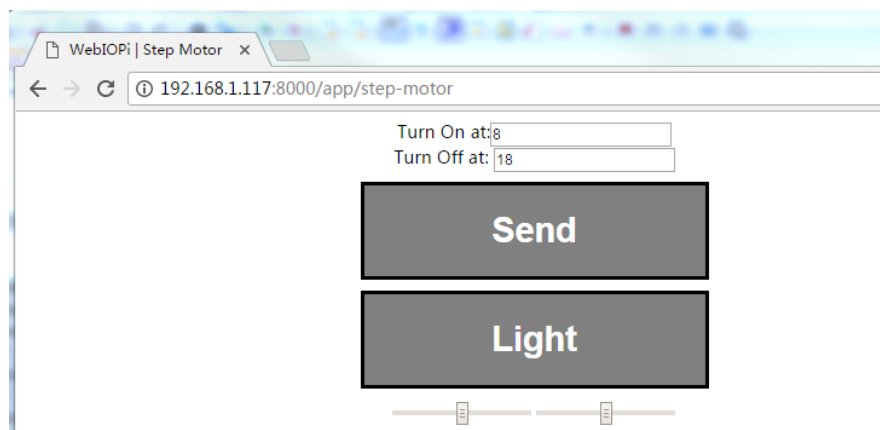 WebIOPi | Step Motor
192.168.1.117:8000/app/step-motor
Turn On at:8
Turn Off at: 18
Send
Light